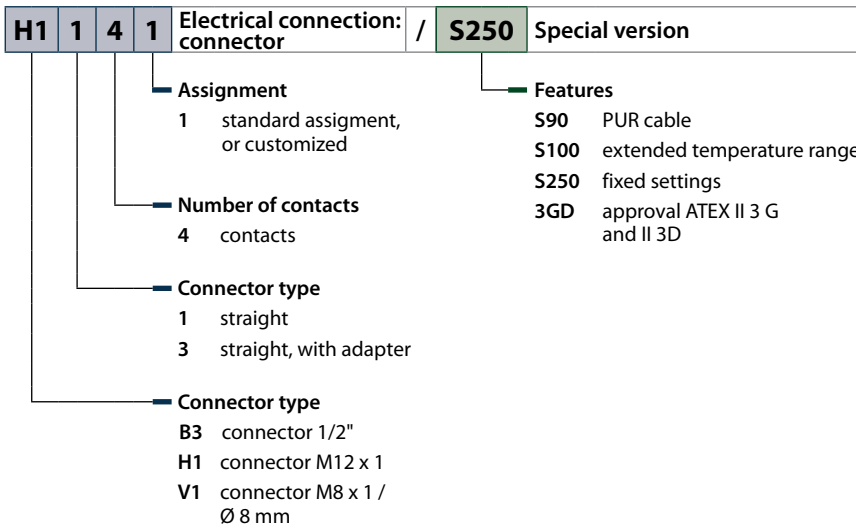 H1 1 4 1 Electrical connection: connector / S250 Special version
Assignment
1 standard assigment,
or customized
Number of contacts
4 contacts
Connector type
1 straight
3 straight, with adapter
Connector type
B3 connector 1/2"
H1 connector M12 x 1
V1 connector M8 x 1 /
Ø 8 mm
Features
S90 PUR cable
S100 extended temperature range
S250 fixed settings
3GD approval ATEX II 3 G
and II 3D